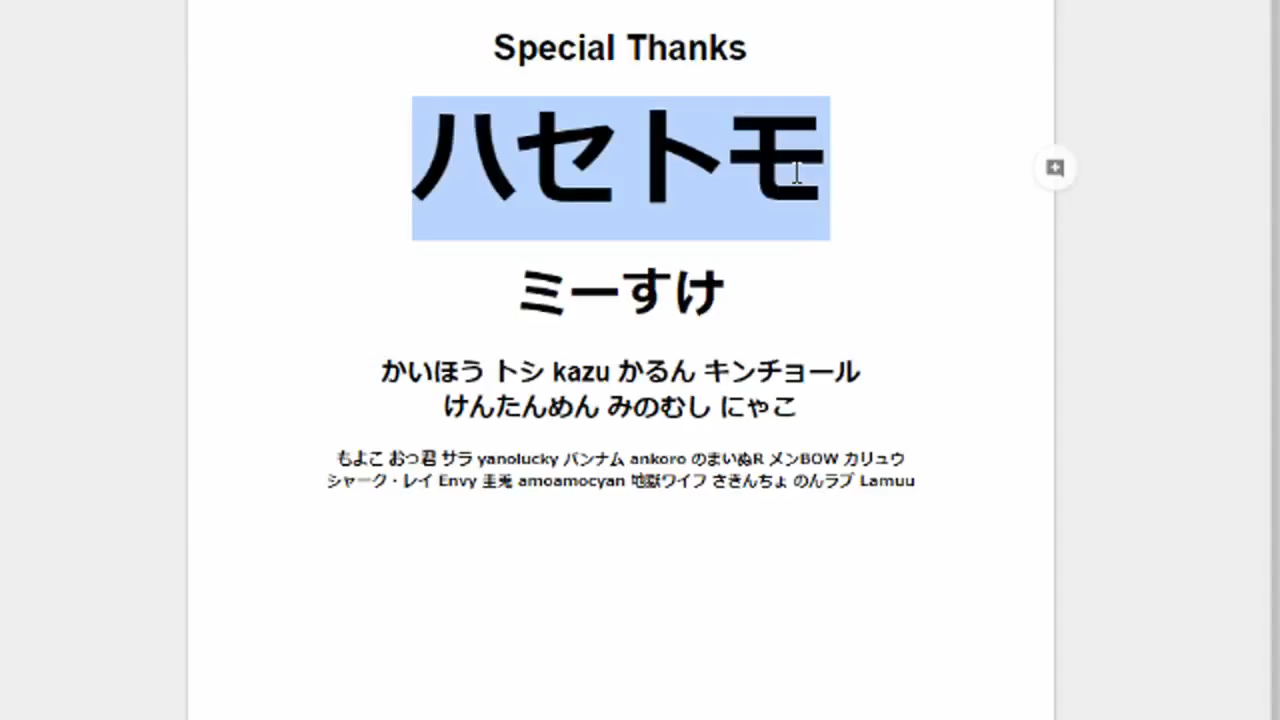 Special Thanks
ハセトモ
ミーすけ
かいほう トシ kazu かるん キンチョール
けんたんめん みのむし にゃこ
もよこ おっ君 サラ yanolucky バンナム ankoro のまいぬR メンBOW カリュウ
シャーク・レイ Envy 圭兎 amoamocyan 地獄ワイフ さきんちょ のんラブ Lamuu